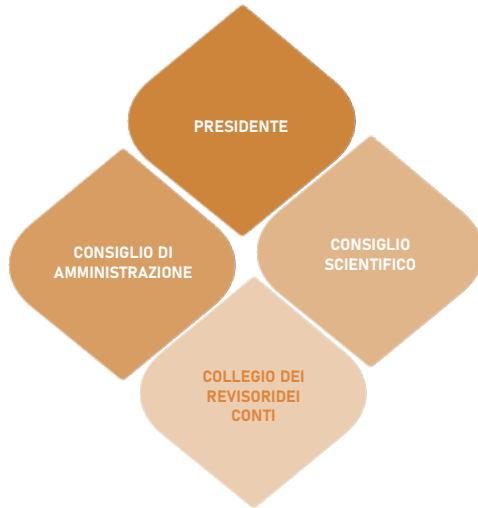 PRESIDENTE
CONSIGLIO DI
AMMINISTRAZIONE
CONSIGLIO
SCIENTIFICO
COLLEGIO DEI
REVISORIDEI
CONTI